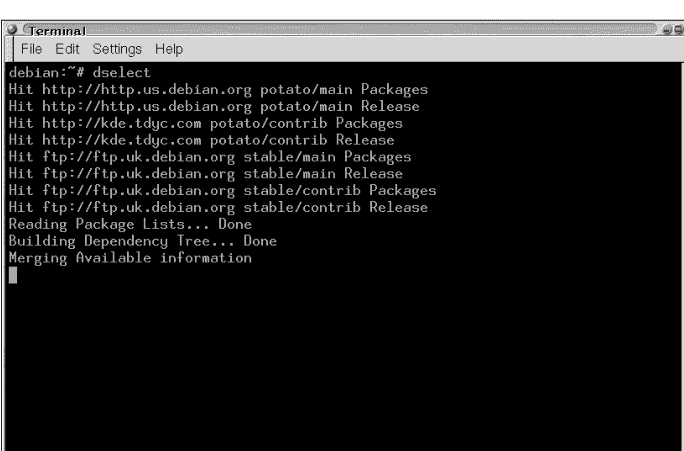 Terminal
File Edit Settings Help
debian:~# dselect
Hit http://http.us.debian.org potato/main Packages
Hit http://http.us.debian.org potato/main Release
Hit http://kde.tdyc.com potato/contrib Packages
Hit http://kde.tdyc.com potato/contrib Release
Hit ftp://ftp.uk.debian.org stable/main Packages
Hit ftp://ftp.uk.debian.org stable/main Release
Hit ftp://ftp.uk.debian.org stable/contrib Packages
Hit ftp://ftp.uk.debian.org stable/contrib Release
Reading Package Lists... Done
Building Dependency Tree... Done
Merging Available information